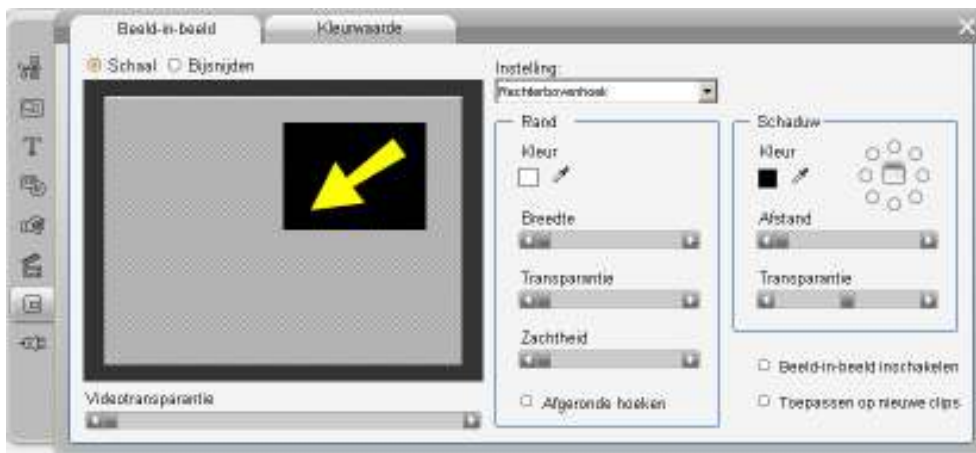 Beeld-in-beeld
Kleurwaarde
Schaal
Bijsnijden
Instelling:
Rechterbovenhoek
Rand
Kleur
Breedte
Transparantie
Zachtheid
Afgeronde hoeken
Schaduw
Kleur
Afstand
Transparantie
Beeld-in-beeld inschakelen
Toepassen op nieuwe clips
Videotransparantie
T